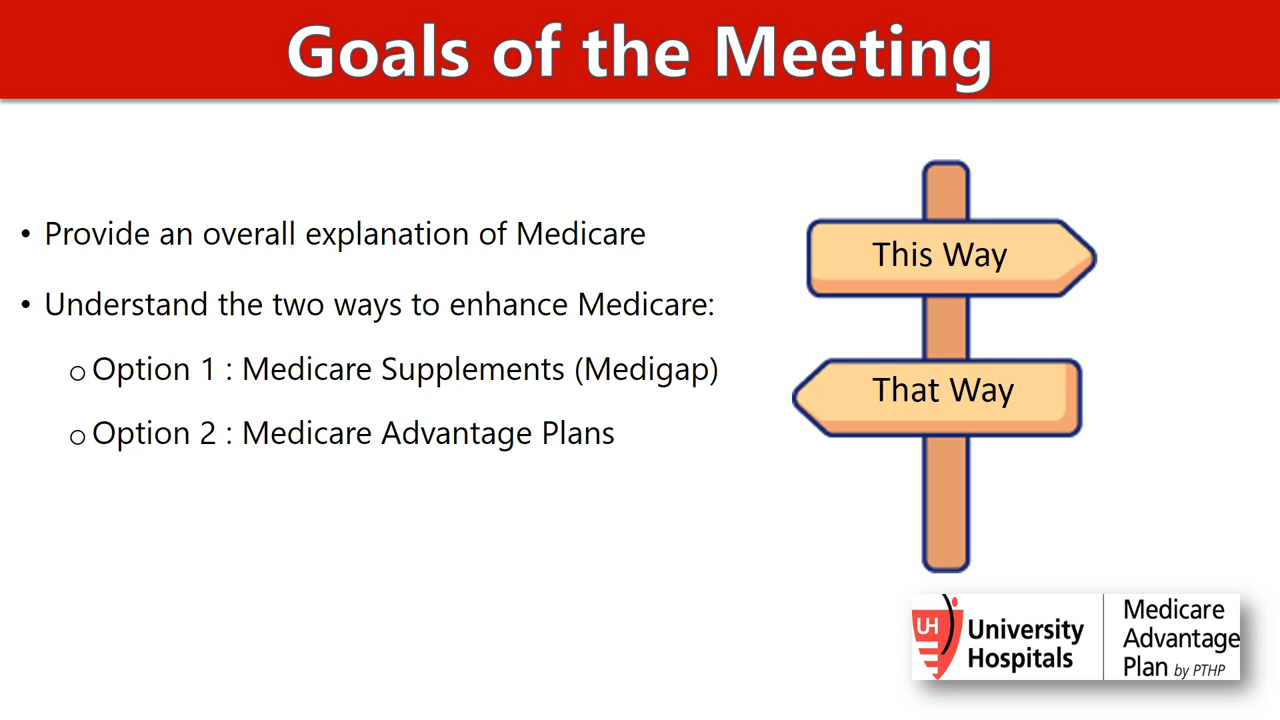 Goals of the Meeting
• Provide an overall explanation of Medicare
• Understand the two ways to enhance Medicare:
o Option 1 : Medicare Supplements (Medigap)
o Option 2 : Medicare Advantage Plans
This Way
That Way
UH
University
Hospitals
Medicare
Advantage
Plan by PTHP